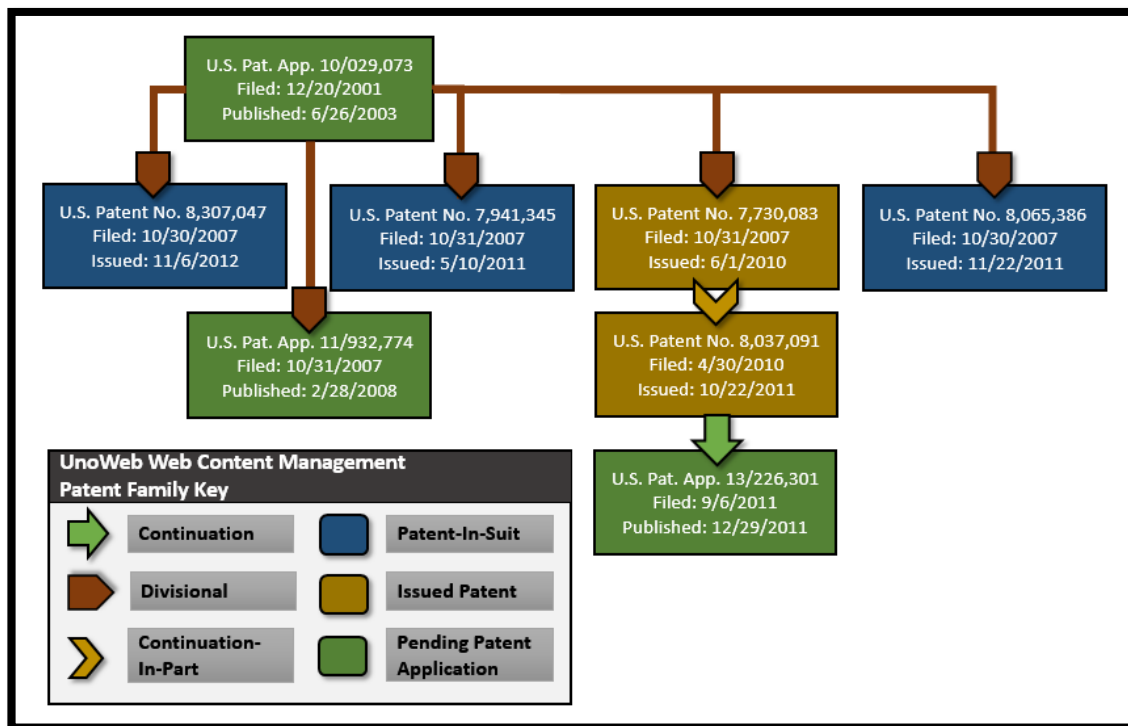 U.S. Pat. App. 10/029,073
Filed: 12/20/2001
Published: 6/26/2003
U.S. Patent No. 8,307,047
Filed: 10/30/2007
Issued: 11/6/2012
U.S. Patent No. 7,941,345
Filed: 10/31/2007
Issued: 5/10/2011
U.S. Patent No. 7,730,083
Filed: 10/31/2007
Issued: 6/1/2010
U.S. Patent No. 8,065,386
Filed: 10/30/2007
Issued: 11/22/2011
U.S. Pat. App. 11/932,774
Filed: 10/31/2007
Published: 2/28/2008
U.S. Patent No. 8,037,091
Filed: 4/30/2010
Issued: 10/22/2011
U.S. Pat. App. 13/226,301
Filed: 9/6/2011
Published: 12/29/2011
UnoWeb Web Content Management
Patent Family Key
Continuation
Patent-In-Suit
Divisional
Issued Patent
Continuation-
In-Part
Pending Patent
Application